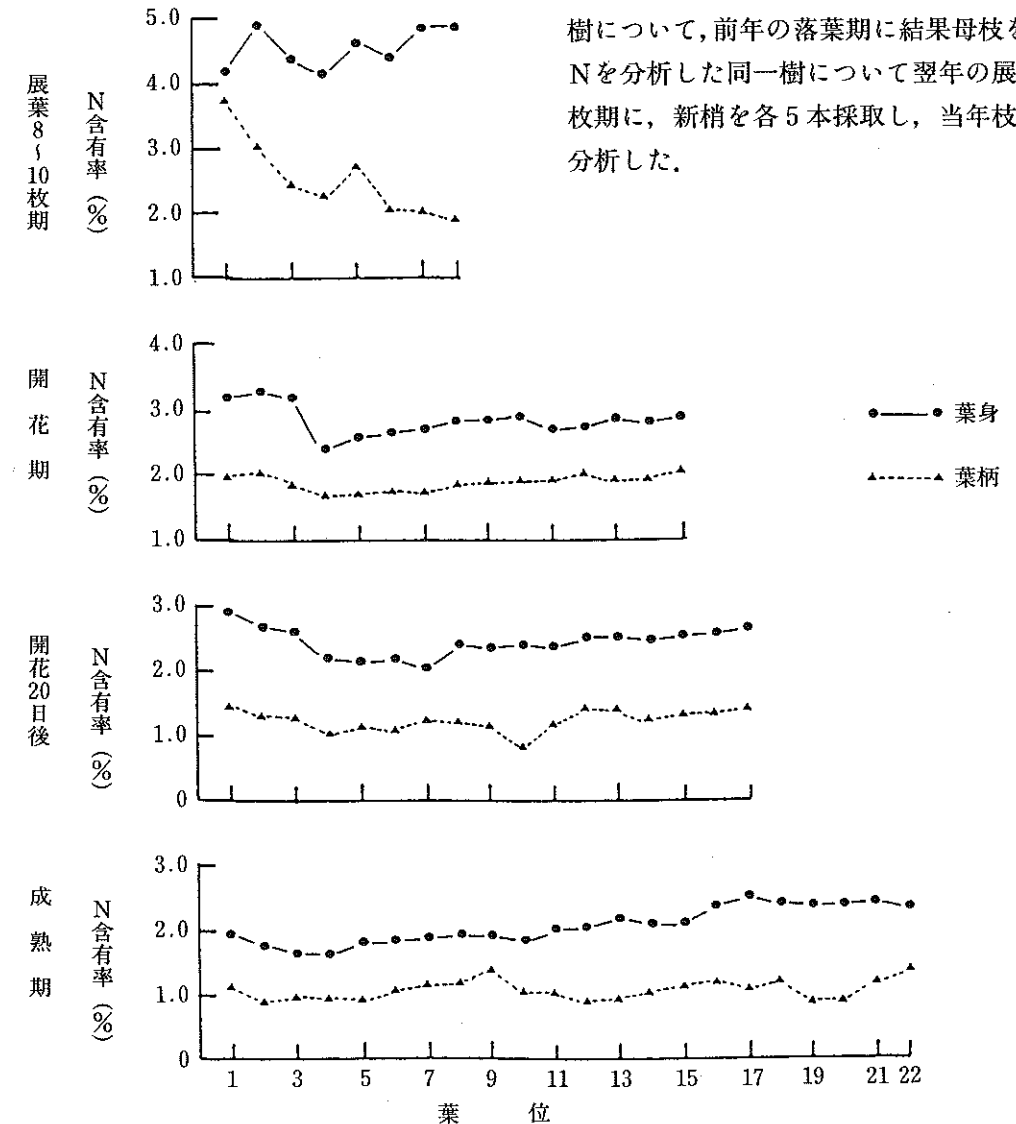 樹について,前年の落葉期に結果母枝を
Nを分析した同一樹について翌年の展
枚期に,新梢を各5本採取し,当年枝
分析した.
展葉8~10枚期
N含有率(%)
5.0
4.0
3.0
2.0
1.0
開花期
N含有率(%)
4.0
3.0
2.0
1.0
葉身
葉柄
開花20日後
N含有率(%)
3.0
2.0
1.0
0
成熟期
N含有率(%)
3.0
2.0
1.0
0
1 3 5 7 9 11 13 15 17 19 21 22
葉位